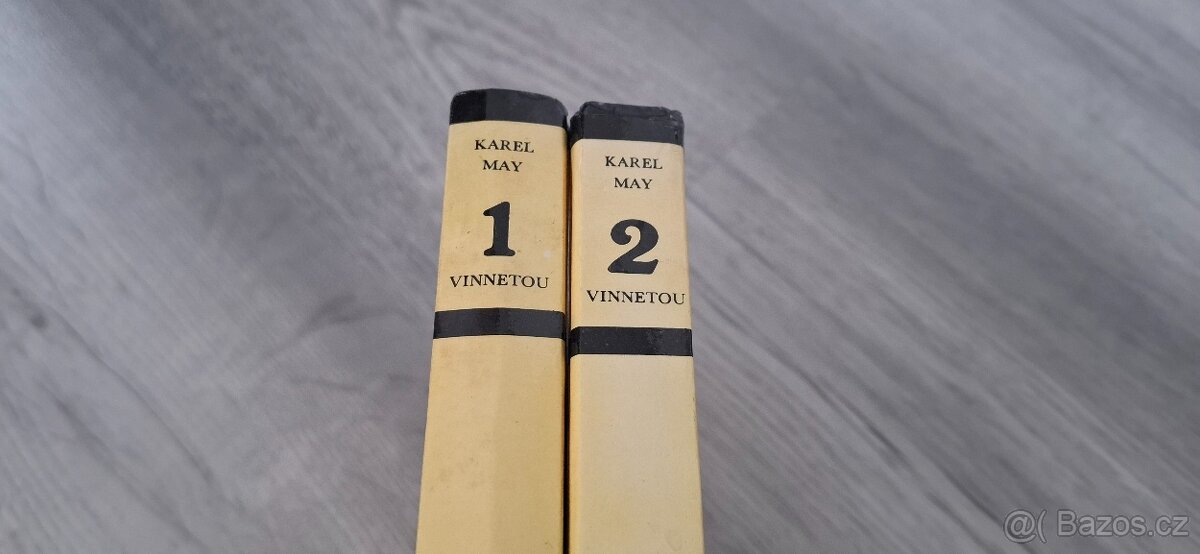 KAREL
MAY
1
VINNETOU
KAREL
MAY
2
VINNETOU
@( Bazos.cz